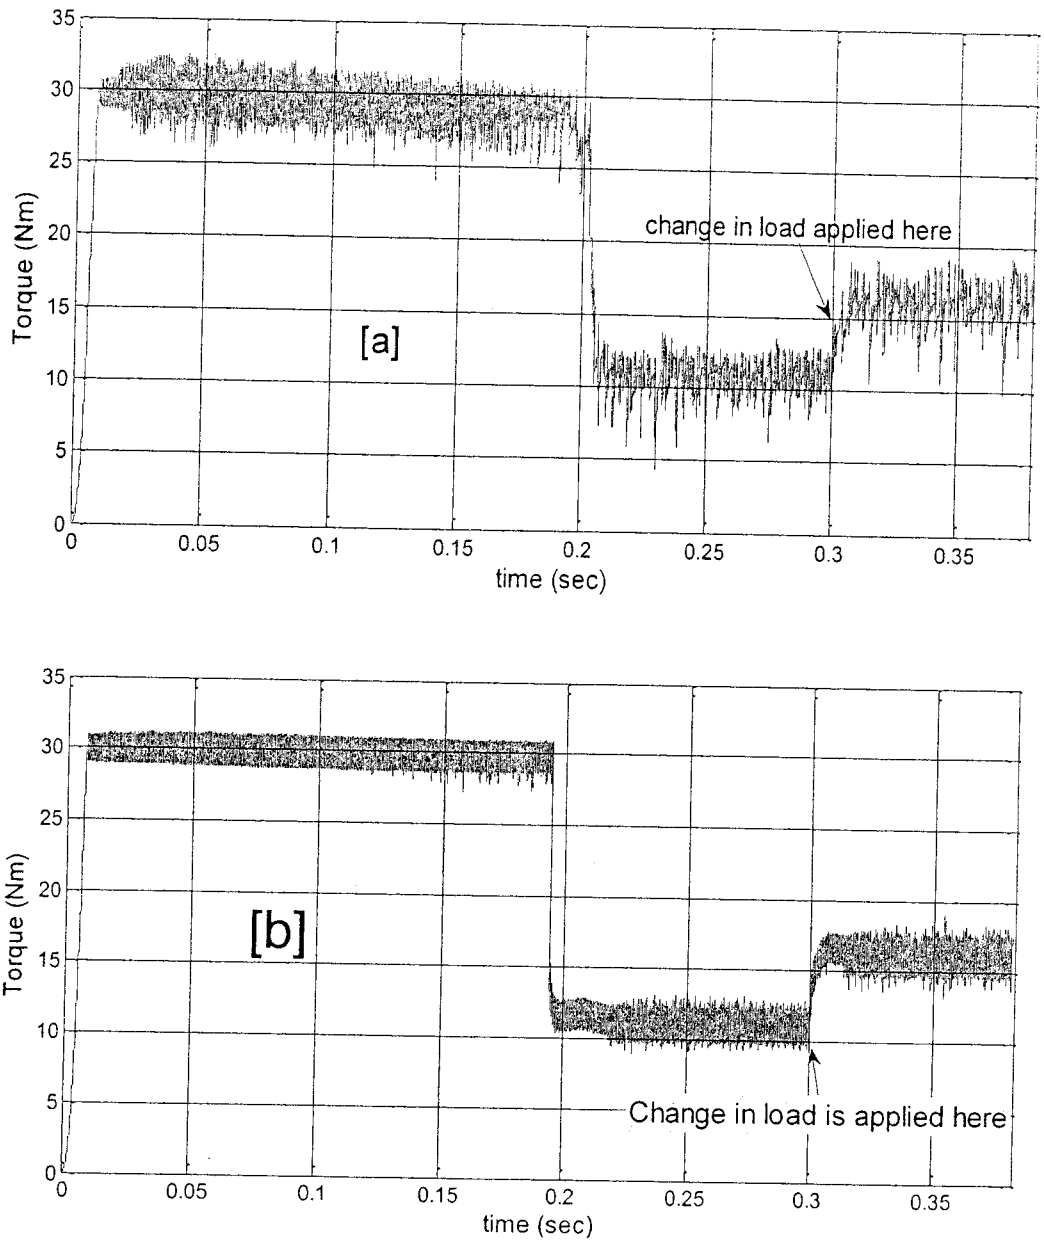 35
30
25
20
15
10
5
0
Torque (Nm)
change in load applied here
[a]
0 0.05 0.1 0.15 0.2 0.25 0.3 0.35
time (sec)
35
30
25
20
15
10
5
0
Torque (Nm)
[b]
Change in load is applied here
0 0.05 0.1 0.15 0.2 0.25 0.3 0.35
time (sec)